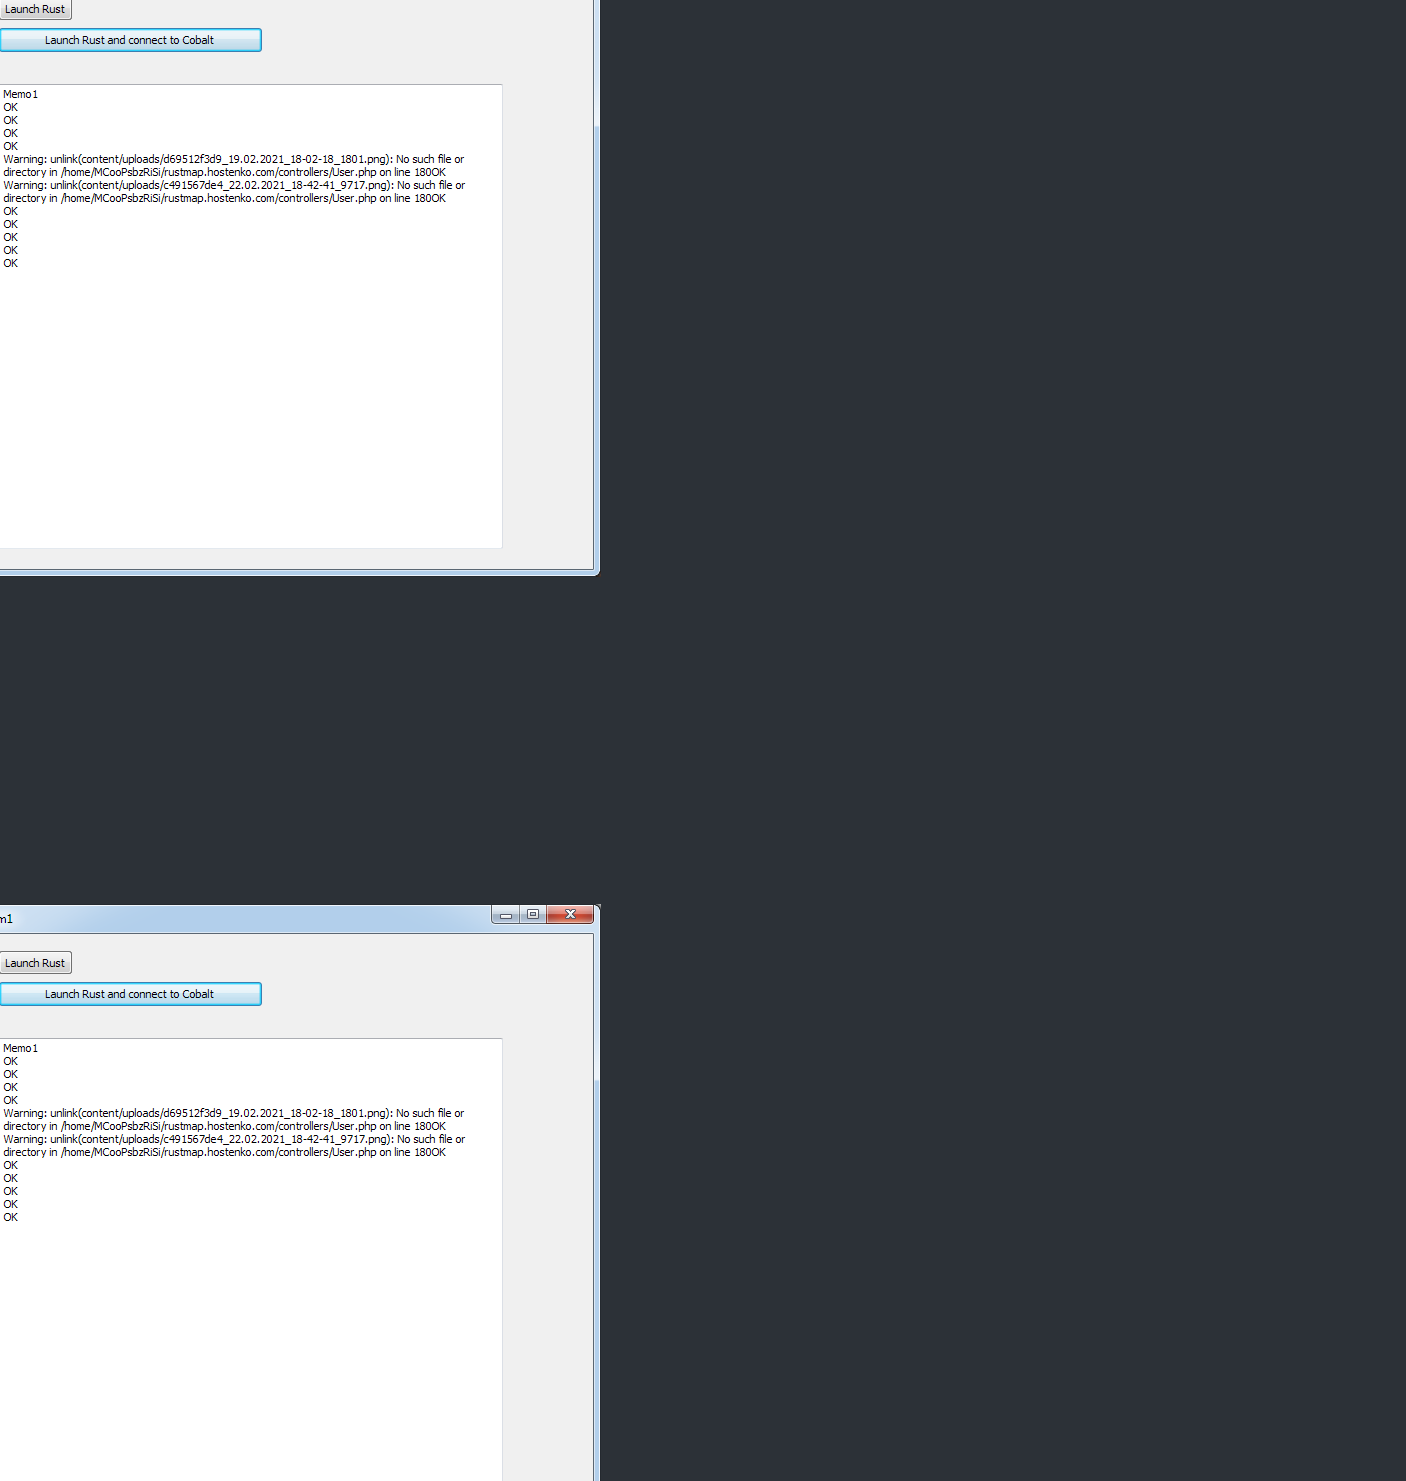 Launch Rust
Launch Rust and connect to Cobalt
Memo1
OK
OK
OK
OK
Warning: unlink(content/uploads/d69512f3d9_19.02.2021_18-02-18_1801.png): No such file or
directory in /home/MCooPsbzRiSi/rustmap.hostenko.com/controllers/User.php on line 180OK
Warning: unlink(content/uploads/c491567de4_22.02.2021_18-42-41_9717.png): No such file or
directory in /home/MCooPsbzRiSi/rustmap.hostenko.com/controllers/User.php on line 180OK
OK
OK
OK
OK
OK
m1
Launch Rust
Launch Rust and connect to Cobalt
Memo1
OK
OK
OK
OK
Warning: unlink(content/uploads/d69512f3d9_19.02.2021_18-02-18_1801.png): No such file or
directory in /home/MCooPsbzRiSi/rustmap.hostenko.com/controllers/User.php on line 180OK
Warning: unlink(content/uploads/c491567de4_22.02.2021_18-42-41_9717.png): No such file or
directory in /home/MCooPsbzRiSi/rustmap.hostenko.com/controllers/User.php on line 180OK
OK
OK
OK
OK
OK